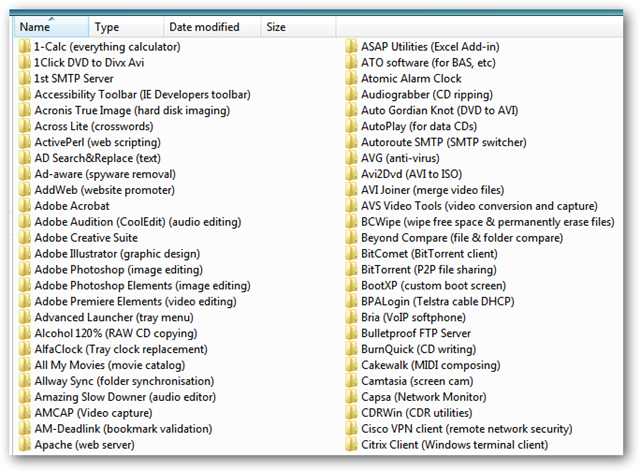 Name Type Date modified Size
1-Calc (everything calculator)
1Click DVD to Divx Avi
1st SMTP Server
Accessibility Toolbar (IE Developers toolbar)
Acronis True Image (hard disk imaging)
Across Lite (crosswords)
ActivePerl (web scripting)
AD Search&Replace (text)
Ad-aware (spyware removal)
AddWeb (website promoter)
Adobe Acrobat
Adobe Audition (CoolEdit) (audio editing)
Adobe Creative Suite
Adobe Illustrator (graphic design)
Adobe Photoshop (image editing)
Adobe Photoshop Elements (image editing)
Adobe Premiere Elements (video editing)
Advanced Launcher (tray menu)
Alcohol 120% (RAW CD copying)
AlfaClock (Tray clock replacement)
All My Movies (movie catalog)
Allway Sync (folder synchronisation)
Amazing Slow Downer (audio editor)
AMCAP (Video capture)
AM-Deadlink (bookmark validation)
Apache (web server)
ASAP Utilities (Excel Add-in)
ATO software (for BAS, etc)
Atomic Alarm Clock
Audiograbber (CD ripping)
Auto Gordian Knot (DVD to AVI)
AutoPlay (for data CDs)
Autoroute SMTP (SMTP switcher)
AVG (anti-virus)
Avi2Dvd (AVI to ISO)
AVI Joiner (merge video files)
AVS Video Tools (video conversion and capture)
BCWipe (wipe free space & permanently erase files)
Beyond Compare (file & folder compare)
BitComet (BitTorrent client)
BitTorrent (P2P file sharing)
BootXP (custom boot screen)
BPALogin (Telstra cable DHCP)
Bria (VoIP softphone)
Bulletproof FTP Server
BurnQuick (CD writing)
Cakewalk (MIDI composing)
Camtasia (screen cam)
Capsa (Network Monitor)
CDRWin (CDR utilities)
Cisco VPN client (remote network security)
Citrix Client (Windows terminal client)